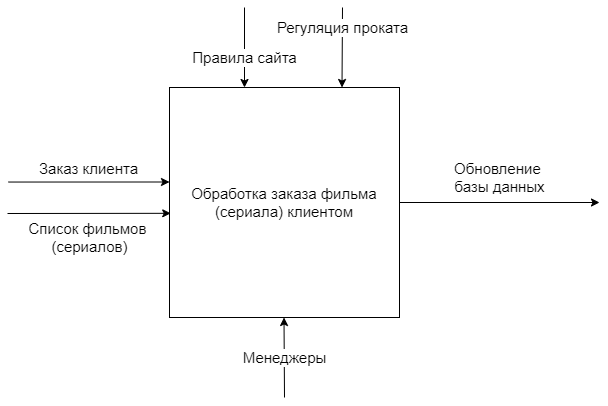 Регуляция проката
Правила сайта
Заказ клиента
Список фильмов
(сериалов)
Обработка заказа фильма
(сериала) клиентом
Обновление
базы данных
Менеджеры